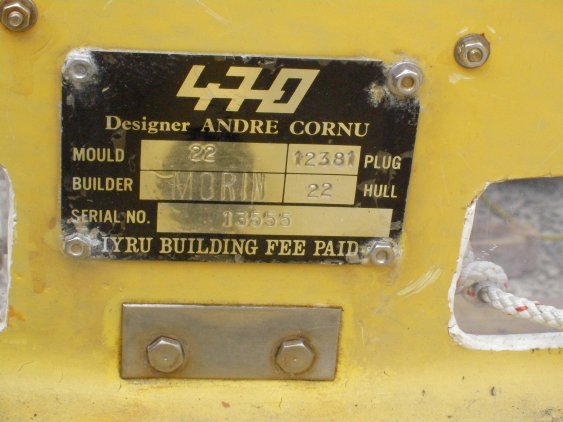 470
Designer ANDRE CORNU
MOULD 22 12381 PLUG
BUILDER MORIN 22 HULL
SERIAL NO. 13555
IYRU BUILDING FEE PAID